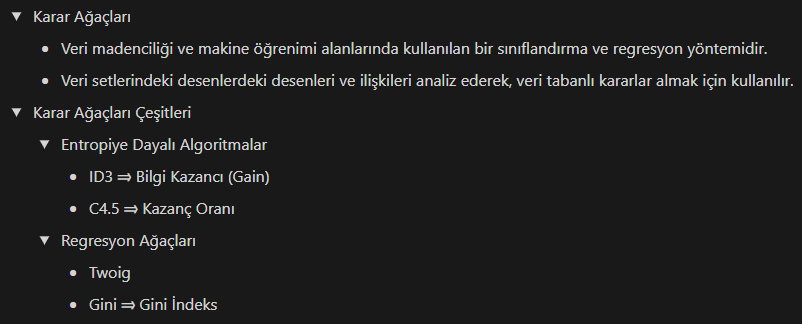 Karar Ağaçları
Veri madenciliği ve makine öğrenimi alanlarında kullanılan bir sınıflandırma ve regresyon yöntemidir.
Veri setlerindeki desenlerdeki desenleri ve ilişkileri analiz ederek, veri tabanlı kararlar almak için kullanılır.
Karar Ağaçları Çeşitleri
Entropiye Dayalı Algoritmalar
ID3 ⇒ Bilgi Kazancı (Gain)
C4.5 ⇒ Kazanç Oranı
Regresyon Ağaçları
Twoig
Gini ⇒ Gini İndeks